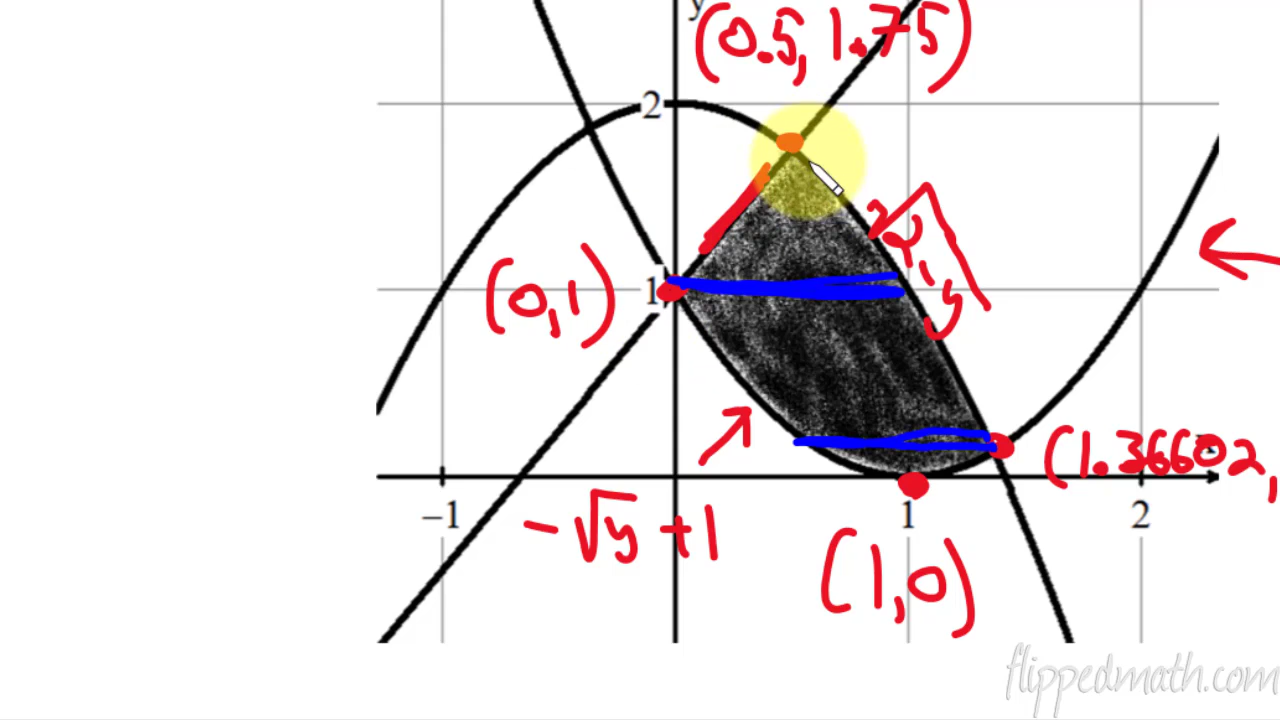 y
(0.5, 1.75)
2
√2-y
(0,1)
1
(1.36602,
x
-1
1
2
-√y +1
(1,0)
flippedmath.com